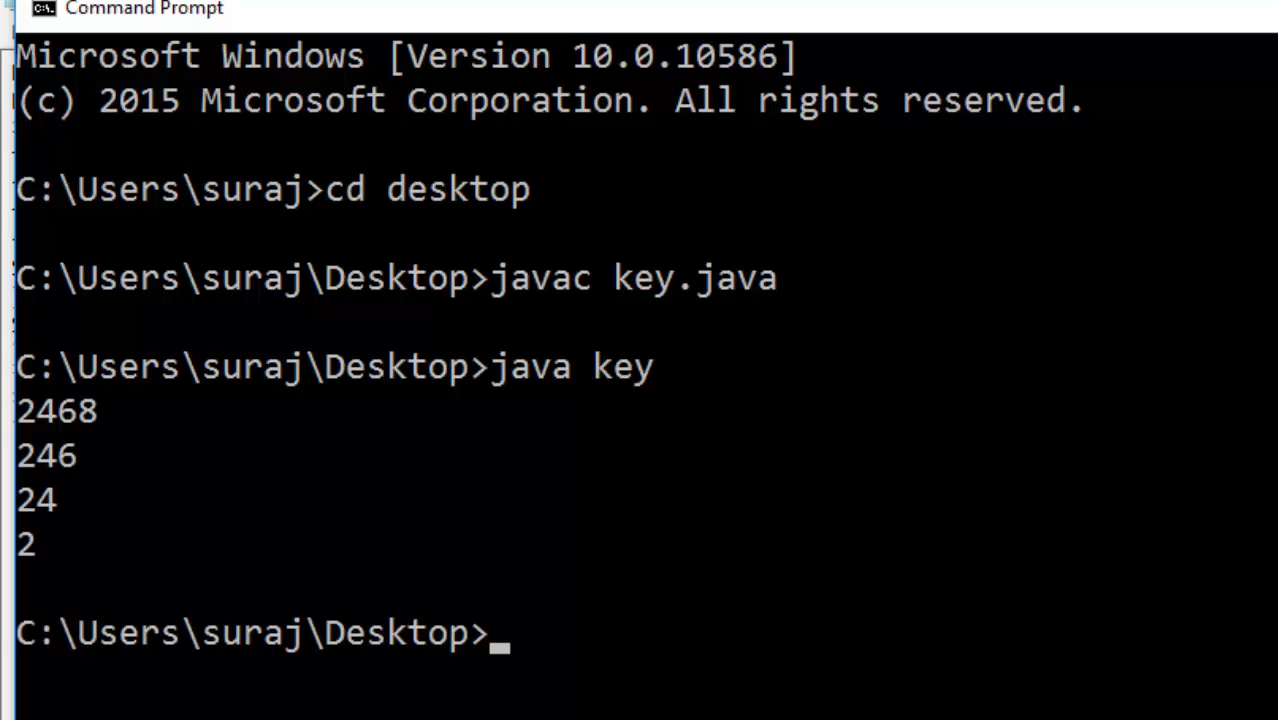 Command Prompt
Microsoft Windows [Version 10.0.10586]
(c) 2015 Microsoft Corporation. All rights reserved.
C:\Users\suraj>cd desktop
C:\Users\suraj\Desktop>javac key.java
C:\Users\suraj\Desktop>java key
2468
246
24
2
C:\Users\suraj\Desktop>